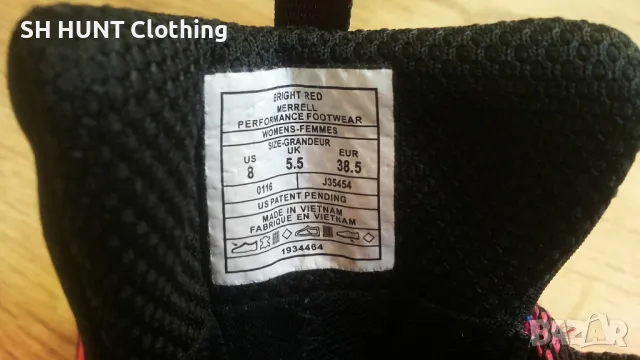 SH HUNT Clothing
BRIGHT RED
MERRELL
PERFORMANCE FOOTWEAR
WOMENS-FEMMES
SIZE-GRANDEUR
US UK EUR
8 5.5 38.5
0116 J35454
US PATENT PENDING
MADE IN VIETNAM
FABRIQUE EN VIETNAM
1934464
BAZAR